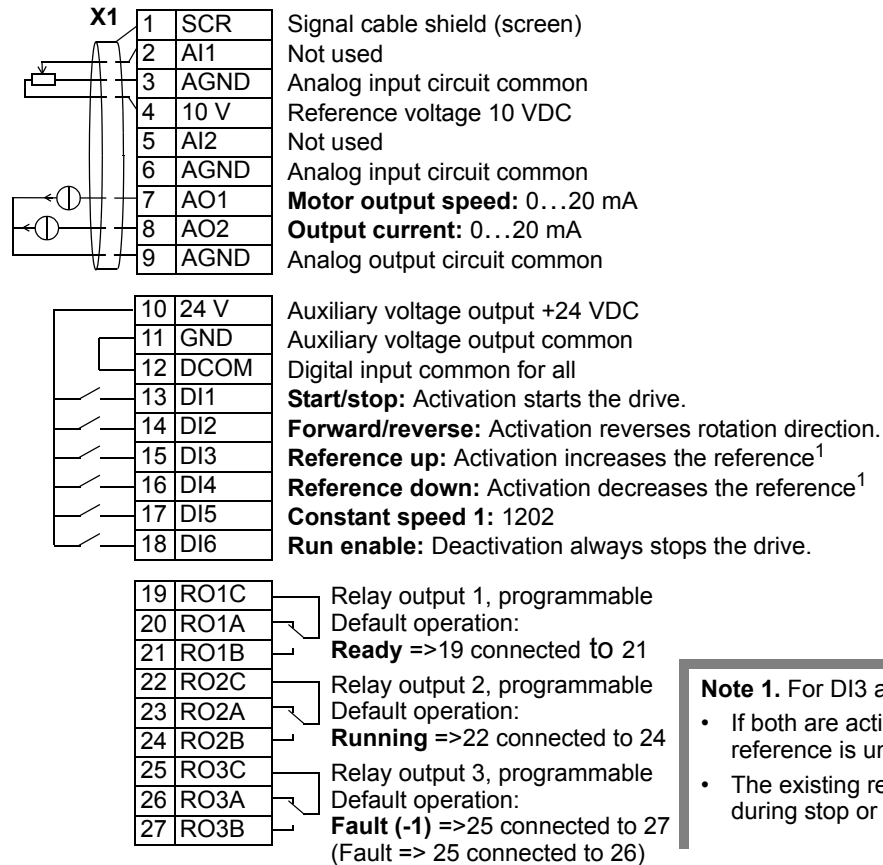 X1
1 SCR Signal cable shield (screen)
2 AI1 Not used
3 AGND Analog input circuit common
4 10 V Reference voltage 10 VDC
5 AI2 Not used
6 AGND Analog input circuit common
7 AO1 Motor output speed: 0…20 mA
8 AO2 Output current: 0…20 mA
9 AGND Analog output circuit common
10 24 V Auxiliary voltage output +24 VDC
11 GND Auxiliary voltage output common
12 DCOM Digital input common for all
13 DI1 Start/stop: Activation starts the drive.
14 DI2 Forward/reverse: Activation reverses rotation direction.
15 DI3 Reference up: Activation increases the reference1
16 DI4 Reference down: Activation decreases the reference1
17 DI5 Constant speed 1: 1202
18 DI6 Run enable: Deactivation always stops the drive.
19 RO1C Relay output 1, programmable
20 RO1A Default operation:
21 RO1B Ready =>19 connected to 21
22 RO2C Relay output 2, programmable
23 RO2A Default operation:
24 RO2B Running =>22 connected to 24
25 RO3C Relay output 3, programmable
26 RO3A Default operation:
27 RO3B Fault (-1) =>25 connected to 27
(Fault => 25 connected to 26)
Note 1. For DI3 a
• If both are acti
reference is un
• The existing re
during stop or